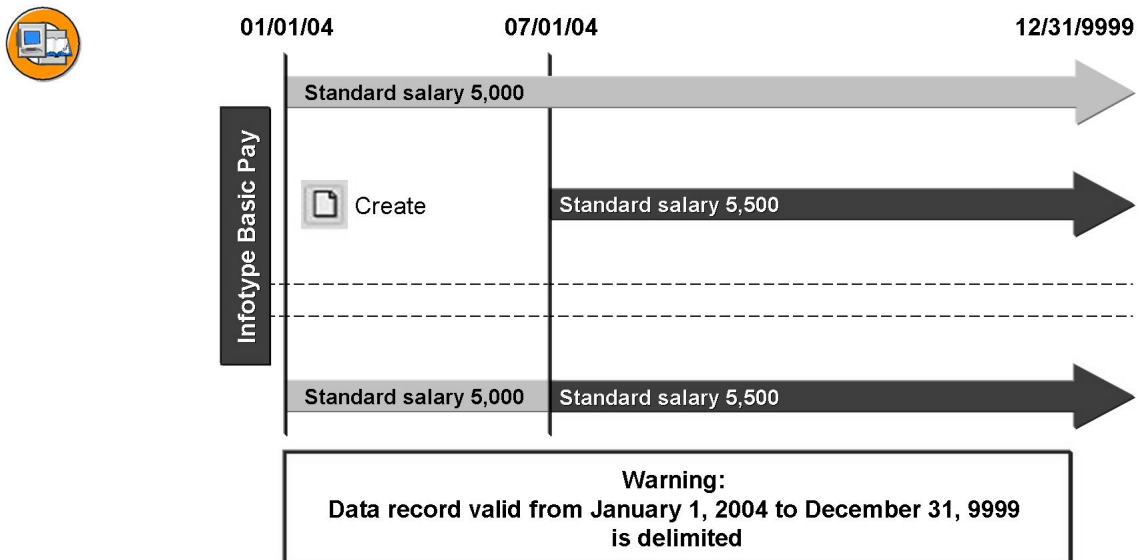 01/01/04 07/01/04 12/31/9999
Standard salary 5,000
Infotype Basic Pay
Create
Standard salary 5,500
Standard salary 5,000
Standard salary 5,500
Warning:
Data record valid from January 1, 2004 to December 31, 9999
is delimited